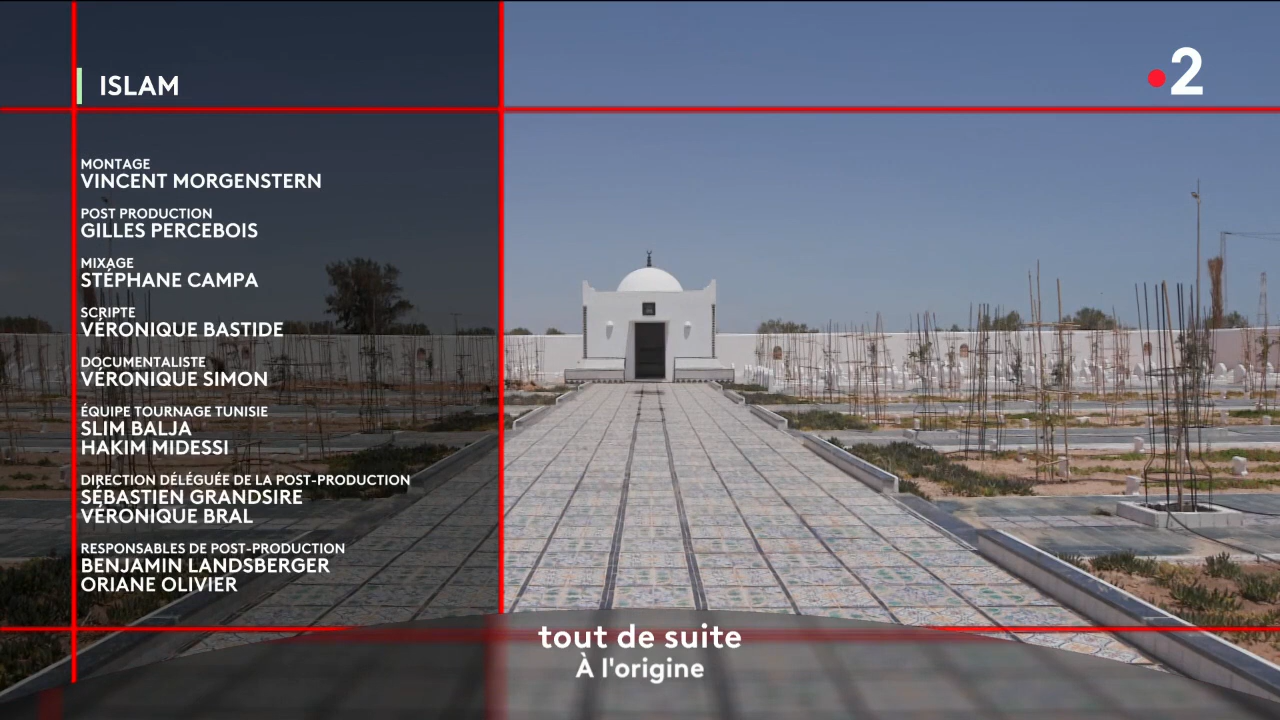 ISLAM
2
MONTAGE
VINCENT MORGENSTERN
POST PRODUCTION
GILLES PERCEBOIS
MIXAGE
STÉPHANE CAMPA
SCRIPTE
VÉRONIQUE BASTIDE
DOCUMENTALISTE
VÉRONIQUE SIMON
ÉQUIPE TOURNAGE TUNISIE
SLIM BALJA
HAKIM MIDESSI
DIRECTION DÉLÉGUÉE DE LA POST-PRODUCTION
SÉBASTIEN GRANDSIRE
VÉRONIQUE BRAL
RESPONSABLES DE POST-PRODUCTION
BENJAMIN LANDSBERGER
ORIANE OLIVIER
tout de suite
À l'origine